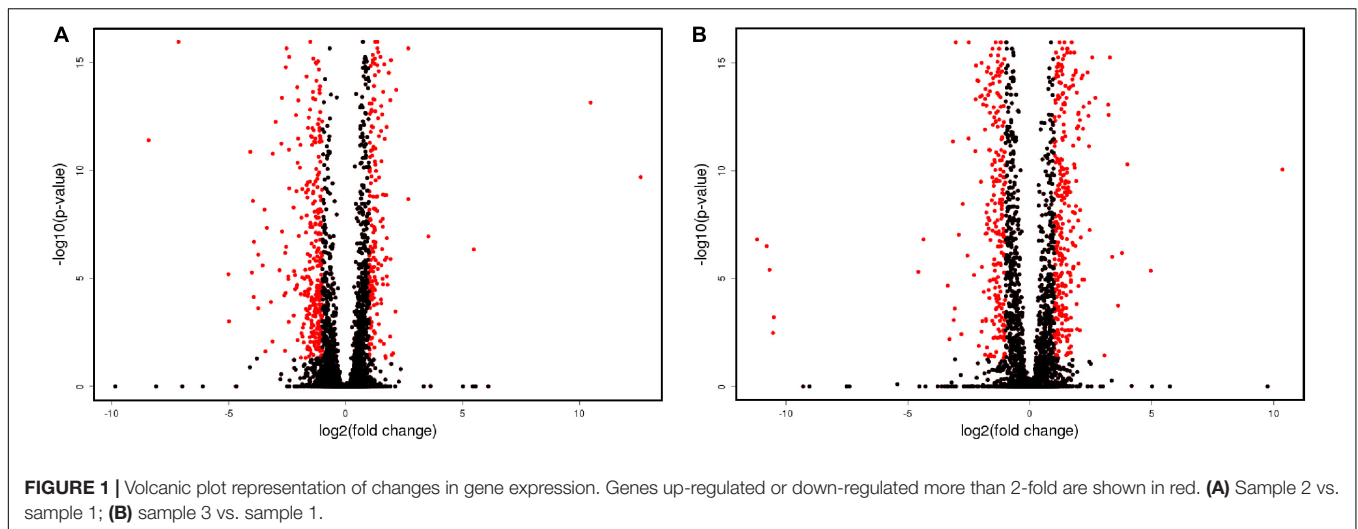 A
B
15
10
5
0
-log10(p-value)
-10
-5
0
5
10
log2(fold change)
15
10
5
0
-log10(p-value)
-10
-5
0
5
10
log2(fold change)
FIGURE 1 | Volcanic plot representation of changes in gene expression. Genes up-regulated or down-regulated more than 2-fold are shown in red. (A) Sample 2 vs.
sample 1; (B) sample 3 vs. sample 1.